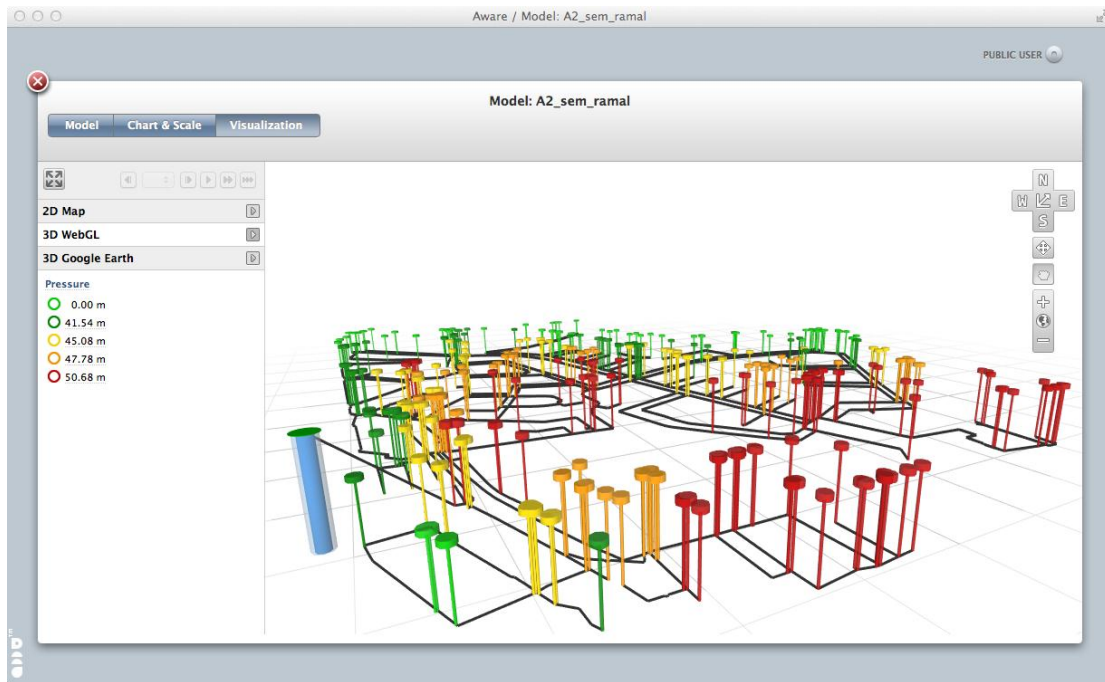 Aware / Model: A2_sem_ramal
PUBLIC USER
Model: A2_sem_ramal
Model
Chart & Scale
Visualization
2D Map
3D WebGL
3D Google Earth
Pressure
0.00 m
41.54 m
45.08 m
47.78 m
50.68 m
N
W E
S